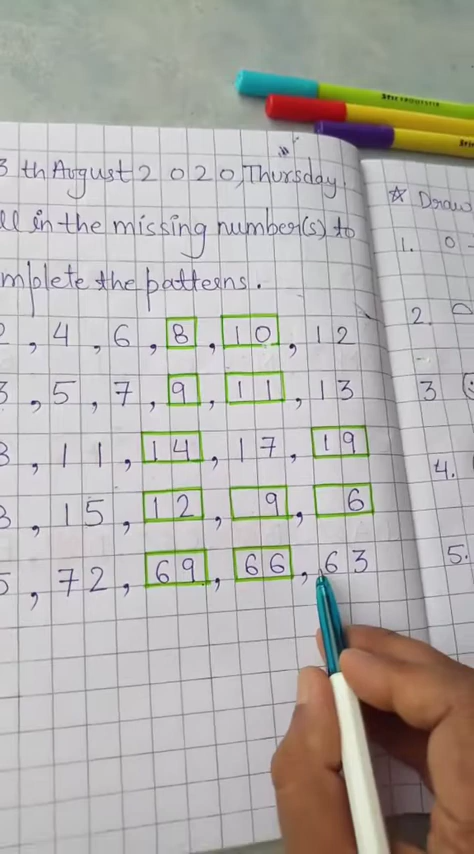 3 th August 2020, Thursday.
ll in the missing number(s) to
mplete the patterns.
2, 4, 6, 8, 10, 12
3, 5, 7, 9, 11, 13
8, 11, 14, 17, 19
8, 15, 12, 9, 6
5, 72, 69, 66, 63
☆ Draw
1. 0
2.
3
4.
5.